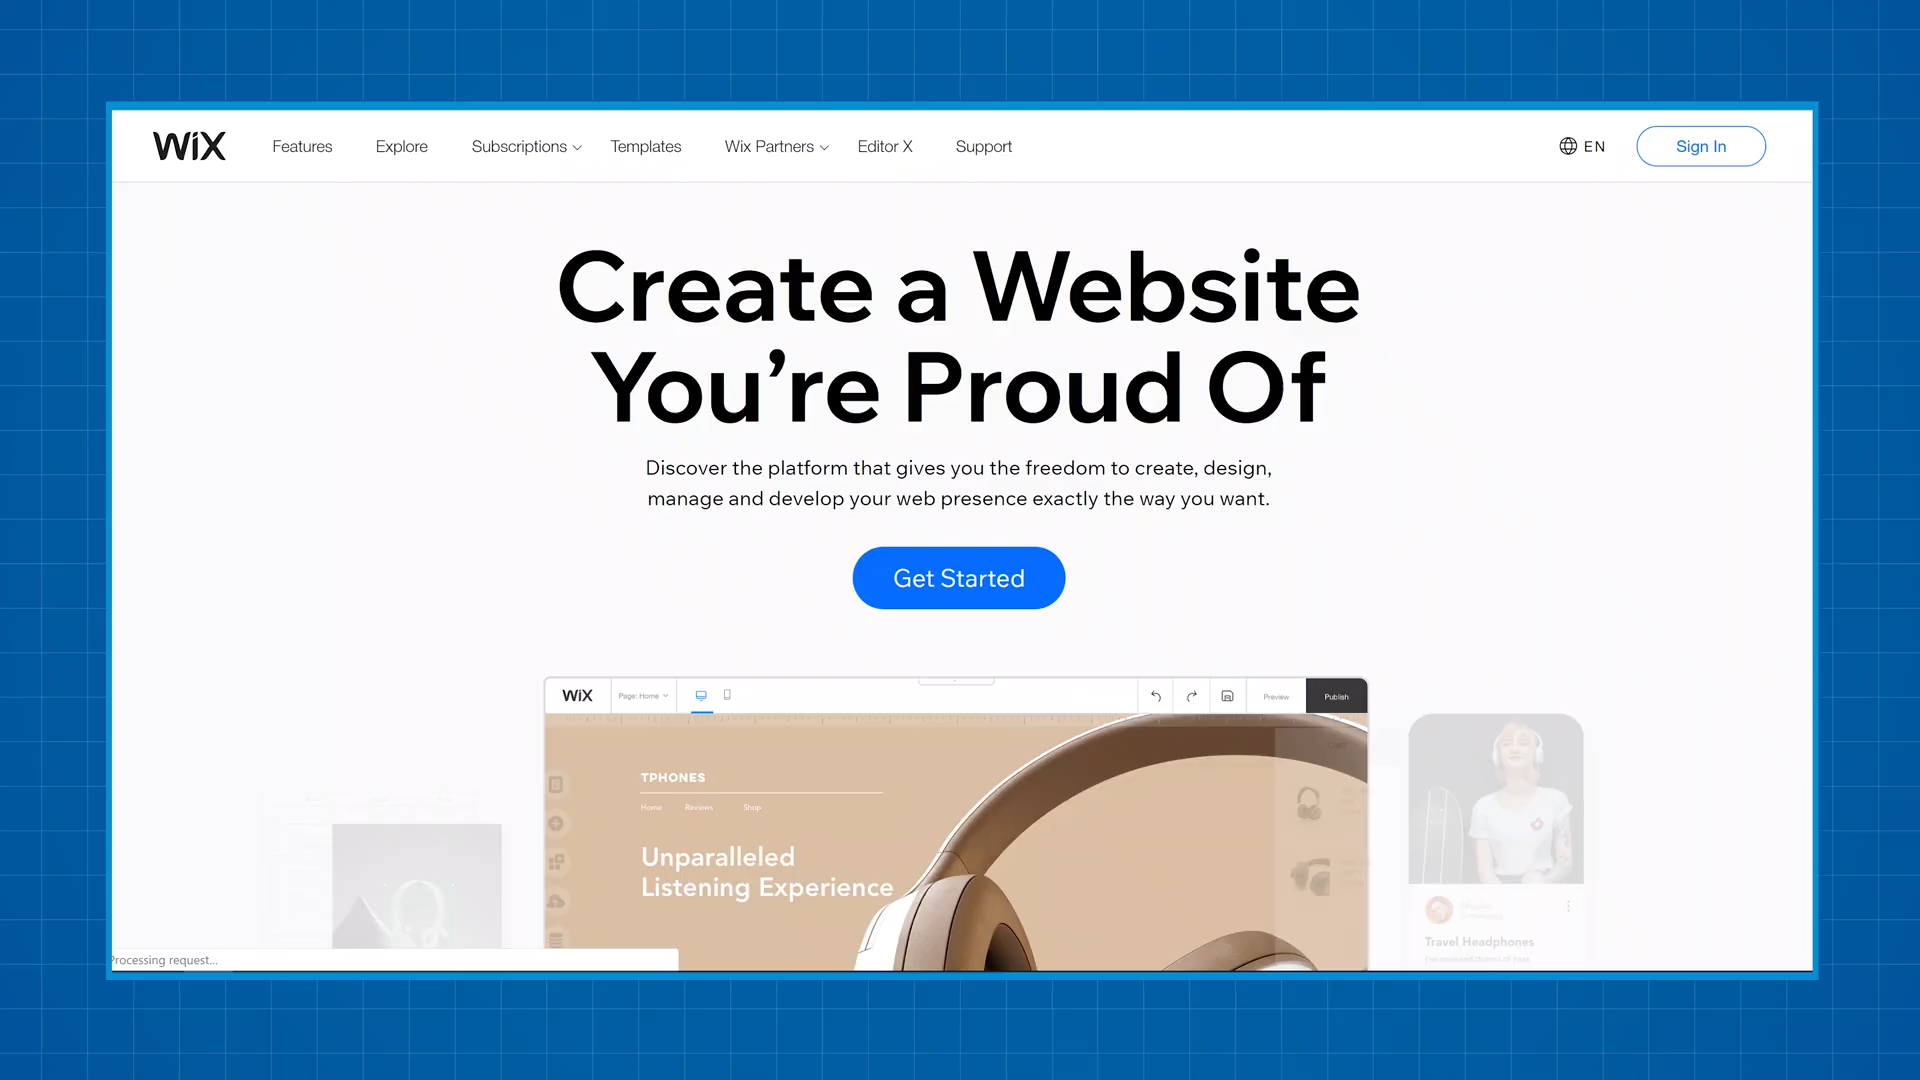 WiX
Features
Explore
Subscriptions
Templates
Wix Partners
Editor X
Support
EN
Sign In
Create a Website
You're Proud Of
Discover the platform that gives you the freedom to create, design,
manage and develop your web presence exactly the way you want.
Get Started
WiX
Page: Home
Preview
Publish
TPHONES
Home
Reviews
Shop
Unparalleled
Listening Experience
Travel Headphones
Processing request...